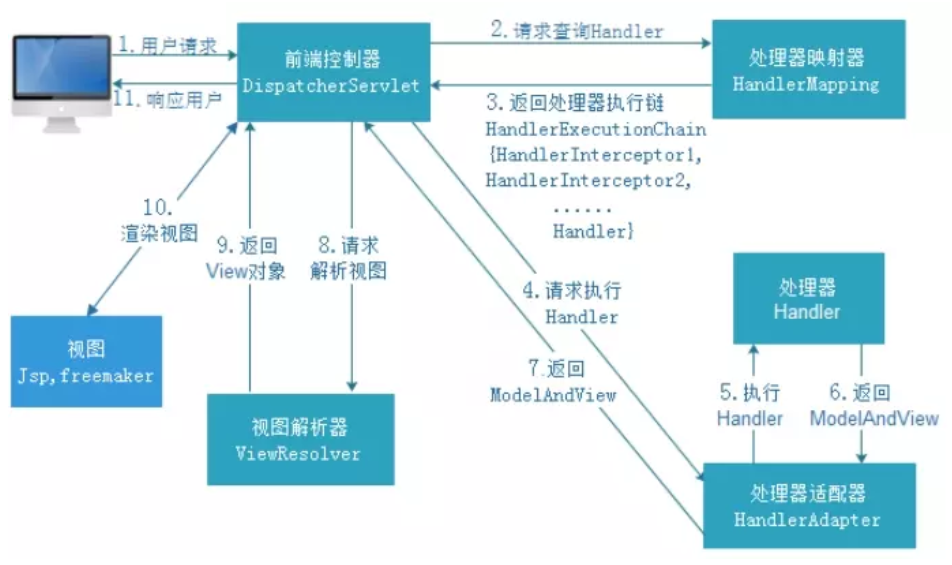 1.用户请求
11.响应用户
前端控制器
DispatcherServlet
2.请求查询Handler
3.返回处理器执行链
HandlerExecutionChain
{HandlerInterceptor1,
HandlerInterceptor2,
......
Handler}
处理器映射器
HandlerMapping
10.
渲染视图
9.返回
View对象
8.请求
解析视图
4.请求执行
Handler
7.返回
ModelAndView
处理器
Handler
视图
Jsp,freemaker
5.执行
Handler
6.返回
ModelAndView
视图解析器
ViewResolver
处理器适配器
HandlerAdapter